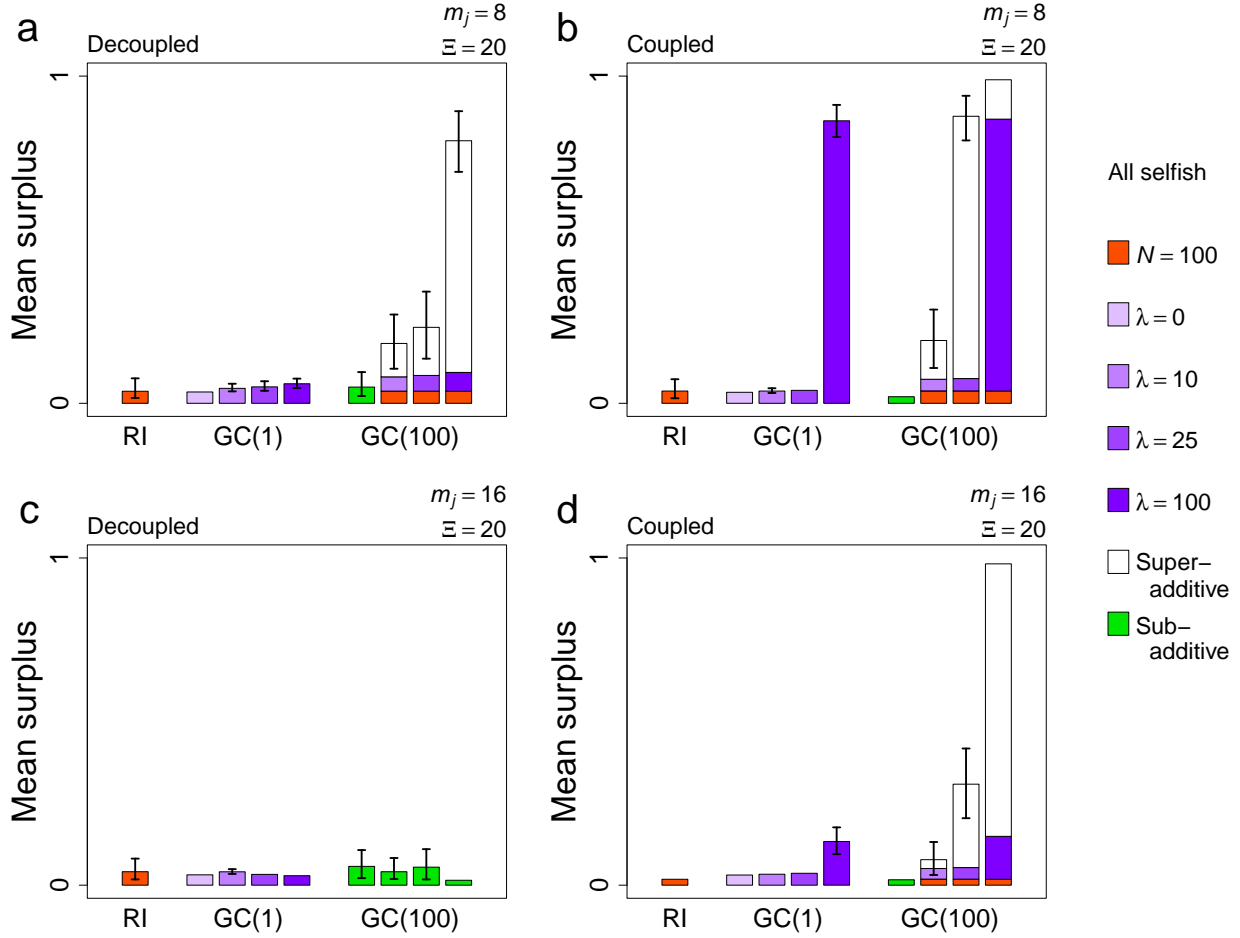 a
Decoupled
m_j = 8
Ξ = 20
Mean surplus
1
0
RI
GC(1)
GC(100)
b
Coupled
m_j = 8
Ξ = 20
Mean surplus
1
0
RI
GC(1)
GC(100)
c
Decoupled
m_j = 16
Ξ = 20
Mean surplus
1
0
RI
GC(1)
GC(100)
d
Coupled
m_j = 16
Ξ = 20
Mean surplus
1
0
RI
GC(1)
GC(100)
All selfish
N = 100
λ = 0
λ = 10
λ = 25
λ = 100
Super−
additive
Sub−
additive